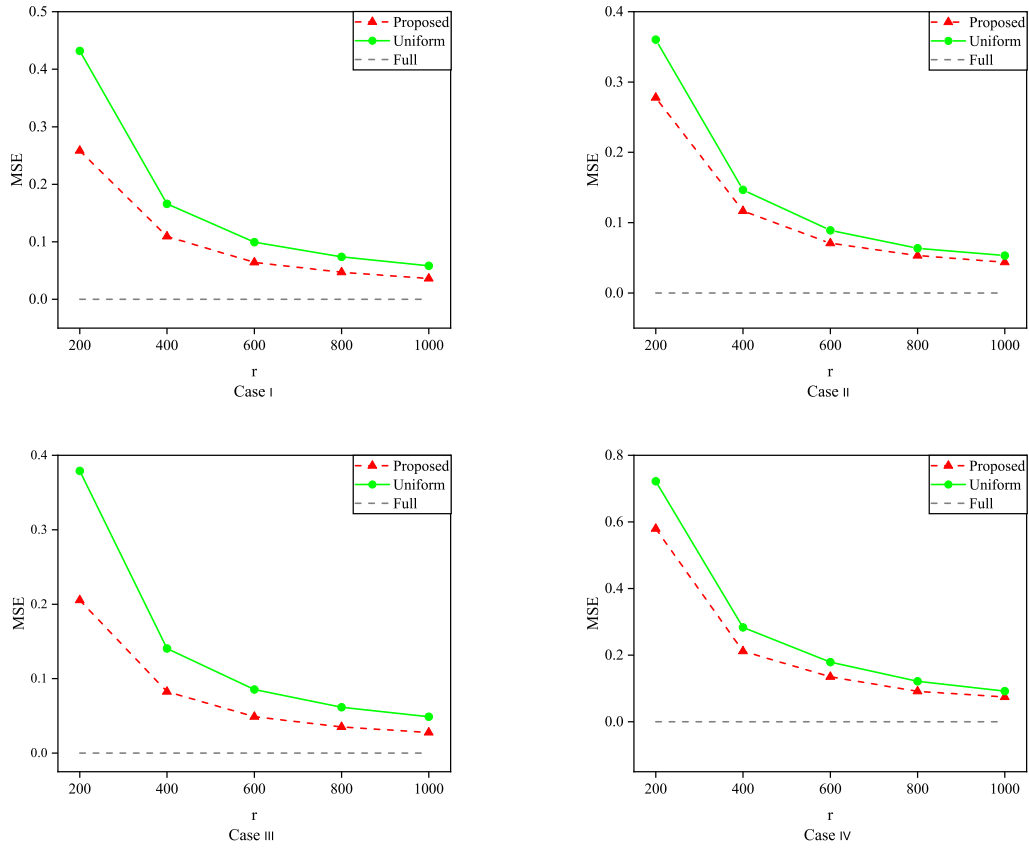 0.5
0.4
0.3
0.2
0.1
0.0
MSE
200 400 600 800 1000
r
Case I
Proposed
Uniform
Full
0.4
0.3
0.2
0.1
0.0
MSE
200 400 600 800 1000
r
Case II
Proposed
Uniform
Full
0.4
0.3
0.2
0.1
0.0
MSE
200 400 600 800 1000
r
Case III
Proposed
Uniform
Full
0.8
0.6
0.4
0.2
0.0
MSE
200 400 600 800 1000
r
Case IV
Proposed
Uniform
Full